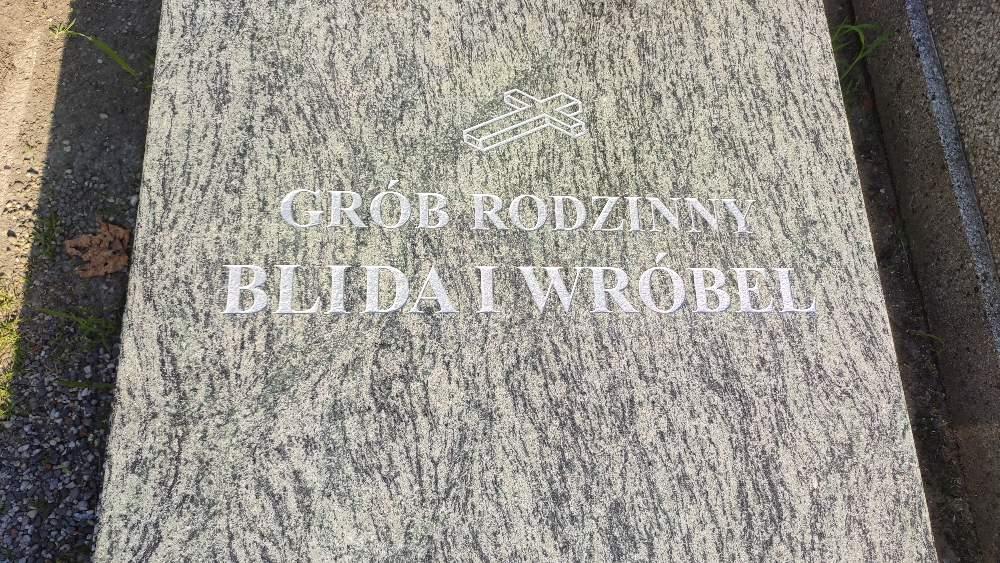 GRÓB RODZINNY
BLIDA I WRÓBEL